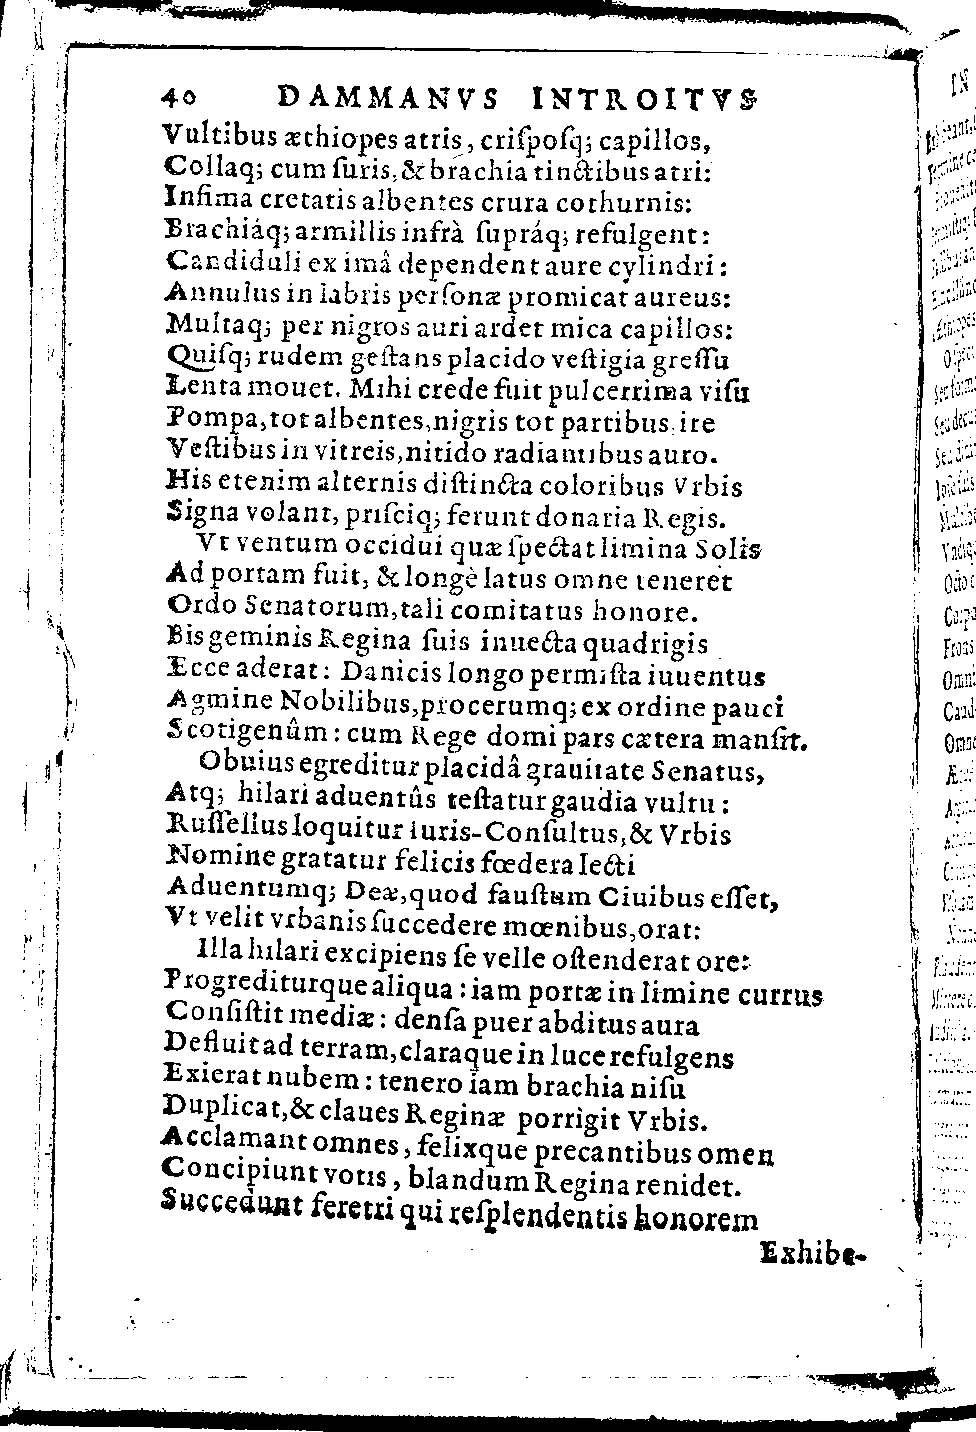 40 DAMMANVS INTROITVS
Vultibus æthiopes atris, criſpoſq; capillos,
Collaq; cum ſuris, & brachia tinctibus atri:
Infima cretatis albentes crura cothurnis:
Brachiáq; armillis infrà ſupráq; refulgent:
Candiduli ex imâ dependent aure cylindri:
Annulus in labris perſonæ promicat aureus:
Multaq; per nigros auri ardet mica capillos:
Quiſq; rudem geſtans placido veſtigia greſſu
Lenta mouet. Mihi crede fuit pulcerrima viſu
Pompa, tot albentes, nigris tot partibus ire
Veſtibus in vitreis, nitido radiantibus auro.
His etenim alternis diſtincta coloribus Vrbis
Signa volant, priſciq; ferunt donaria Regis.
Vt ventum occidui quæ ſpectat limina Solis
Ad portam fuit, & longè latus omne teneret
Ordo Senatorum, tali comitatus honore.
Bis geminis Regina ſuis inuecta quadrigis
Ecce aderat: Danicis longo permiſta iuuentus
Agmine Nobilibus, procerumq; ex ordine pauci
Scotigenûm: cum Rege domi pars cætera manſit.
Obuius egreditur placidâ grauitate Senatus,
Atq; hilari aduentûs teſtatur gaudia vultu:
Ruſſellus loquitur iuris-Conſultus, & Vrbis
Nomine gratatur felicis fœdera lecti
Aduentumq; Deæ, quod fauſtum Ciuibus eſſet,
Vt velit vrbanis ſuccedere mœnibus, orat:
Illa hilari excipiens ſe velle oſtenderat ore:
Progrediturque aliqua: iam portæ in limine currus
Conſiſtit mediæ: denſa puer abditus aura
Defluit ad terram, claraque in luce refulgens
Exierat nubem: tenero iam brachia niſu
Duplicat, & claues Reginæ porrigit Vrbis.
Acclamant omnes, felixque precantibus omen
Concipiunt votis, blandum Regina renidet.
Succedunt feretri qui reſplendentis honorem
Exhibe-